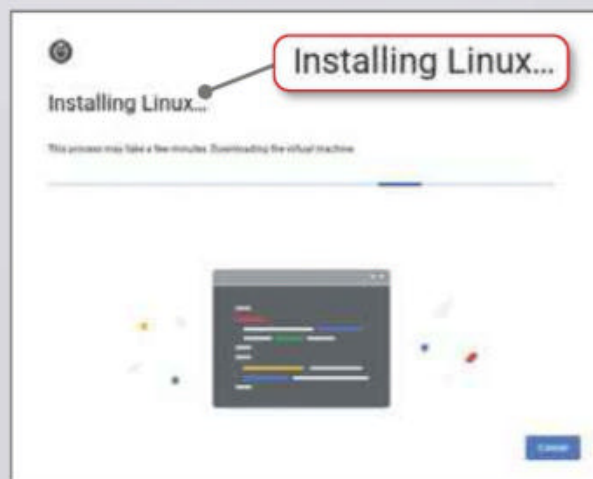 Installing Linux...
Installing Linux...
This process may take a few minutes. Downloading the virtual machine
Cancel